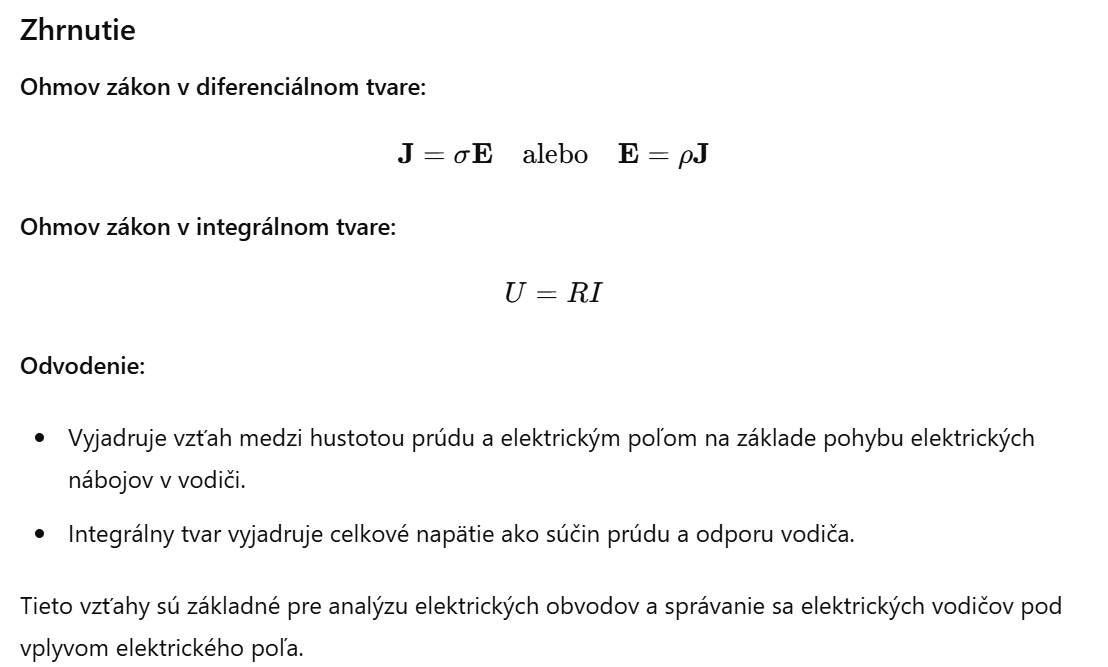 Zhrnutie
Ohmov zákon v diferenciálnom tvare:
J = σE alebo E = ρJ
Ohmov zákon v integrálnom tvare:
U = RI
Odvodenie:
• Vyjadruje vzťah medzi hustotou prúdu a elektrickým poľom na základe pohybu elektrických
nábojov v vodiči.
• Integrálny tvar vyjadruje celkové napätie ako súčin prúdu a odporu vodiča.
Tieto vzťahy sú základné pre analýzu elektrických obvodov a správanie sa elektrických vodičov pod
vplyvom elektrického poľa.